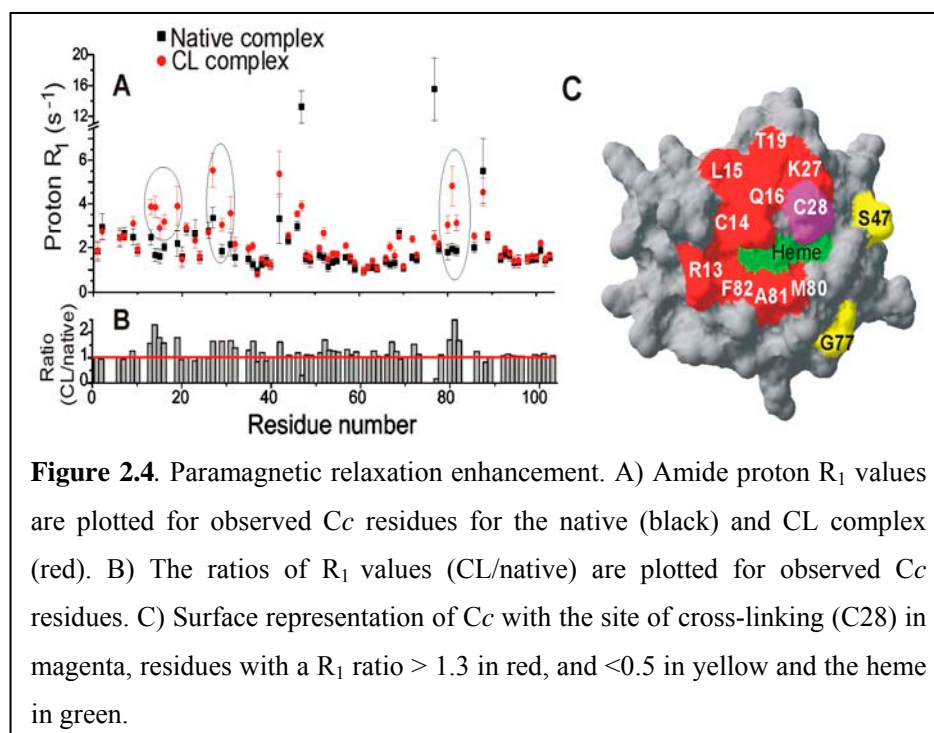 Native complex
CL complex
A
Proton R₁ (s⁻¹)
20
16
12
6
4
2
0
B
Ratio
(CL/native)
2
1
0
0
20
40
60
80
100
Residue number
C
T19
L15
K27
Q16
C28
S47
C14
Heme
R13
F82
A81
M80
G77
Figure 2.4. Paramagnetic relaxation enhancement. A) Amide proton R₁ values
are plotted for observed Cc residues for the native (black) and CL complex
(red). B) The ratios of R₁ values (CL/native) are plotted for observed Cc
residues. C) Surface representation of Cc with the site of cross-linking (C28) in
magenta, residues with a R₁ ratio > 1.3 in red, and <0.5 in yellow and the heme
in green.